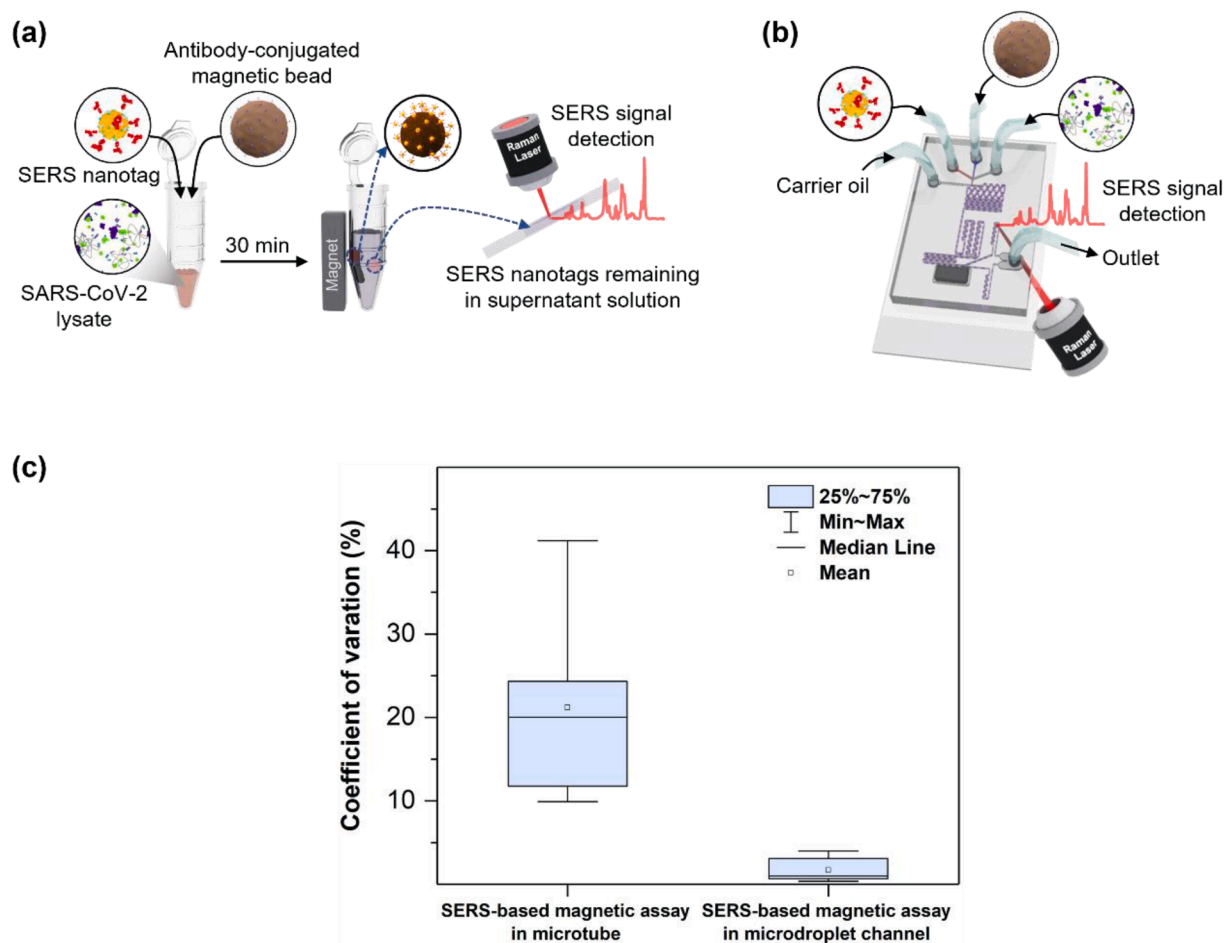 (a)
Antibody-conjugated
magnetic bead
SERS nanotag
SARS-CoV-2
lysate
30 min
Magnet
Raman
Laser
SERS signal
detection
SERS nanotags remaining
in supernatant solution
(b)
Carrier oil
SERS signal
detection
Outlet
Raman
Laser
(c)
Coefficient of varation (%)
40
30
20
10
25%~75%
Min~Max
Median Line
Mean
SERS-based magnetic assay
in microtube
SERS-based magnetic assay
in microdroplet channel